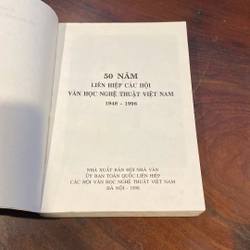 50 NĂM
LIÊN HIỆP CÁC HỘI
VĂN HỌC NGHỆ THUẬT VIỆT NAM
1948 - 1998
NHÀ XUẤT BẢN HỘI NHÀ VĂN
ỦY BAN TOÀN QUỐC LIÊN HIỆP
CÁC HỘI VĂN HỌC NGHỆ THUẬT VIỆT NAM
HÀ NỘI - 1998